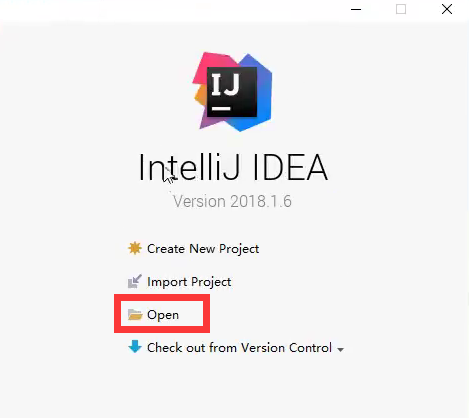 IJ
IntelliJ IDEA
Version 2018.1.6
Create New Project
Import Project
Open
Check out from Version Control